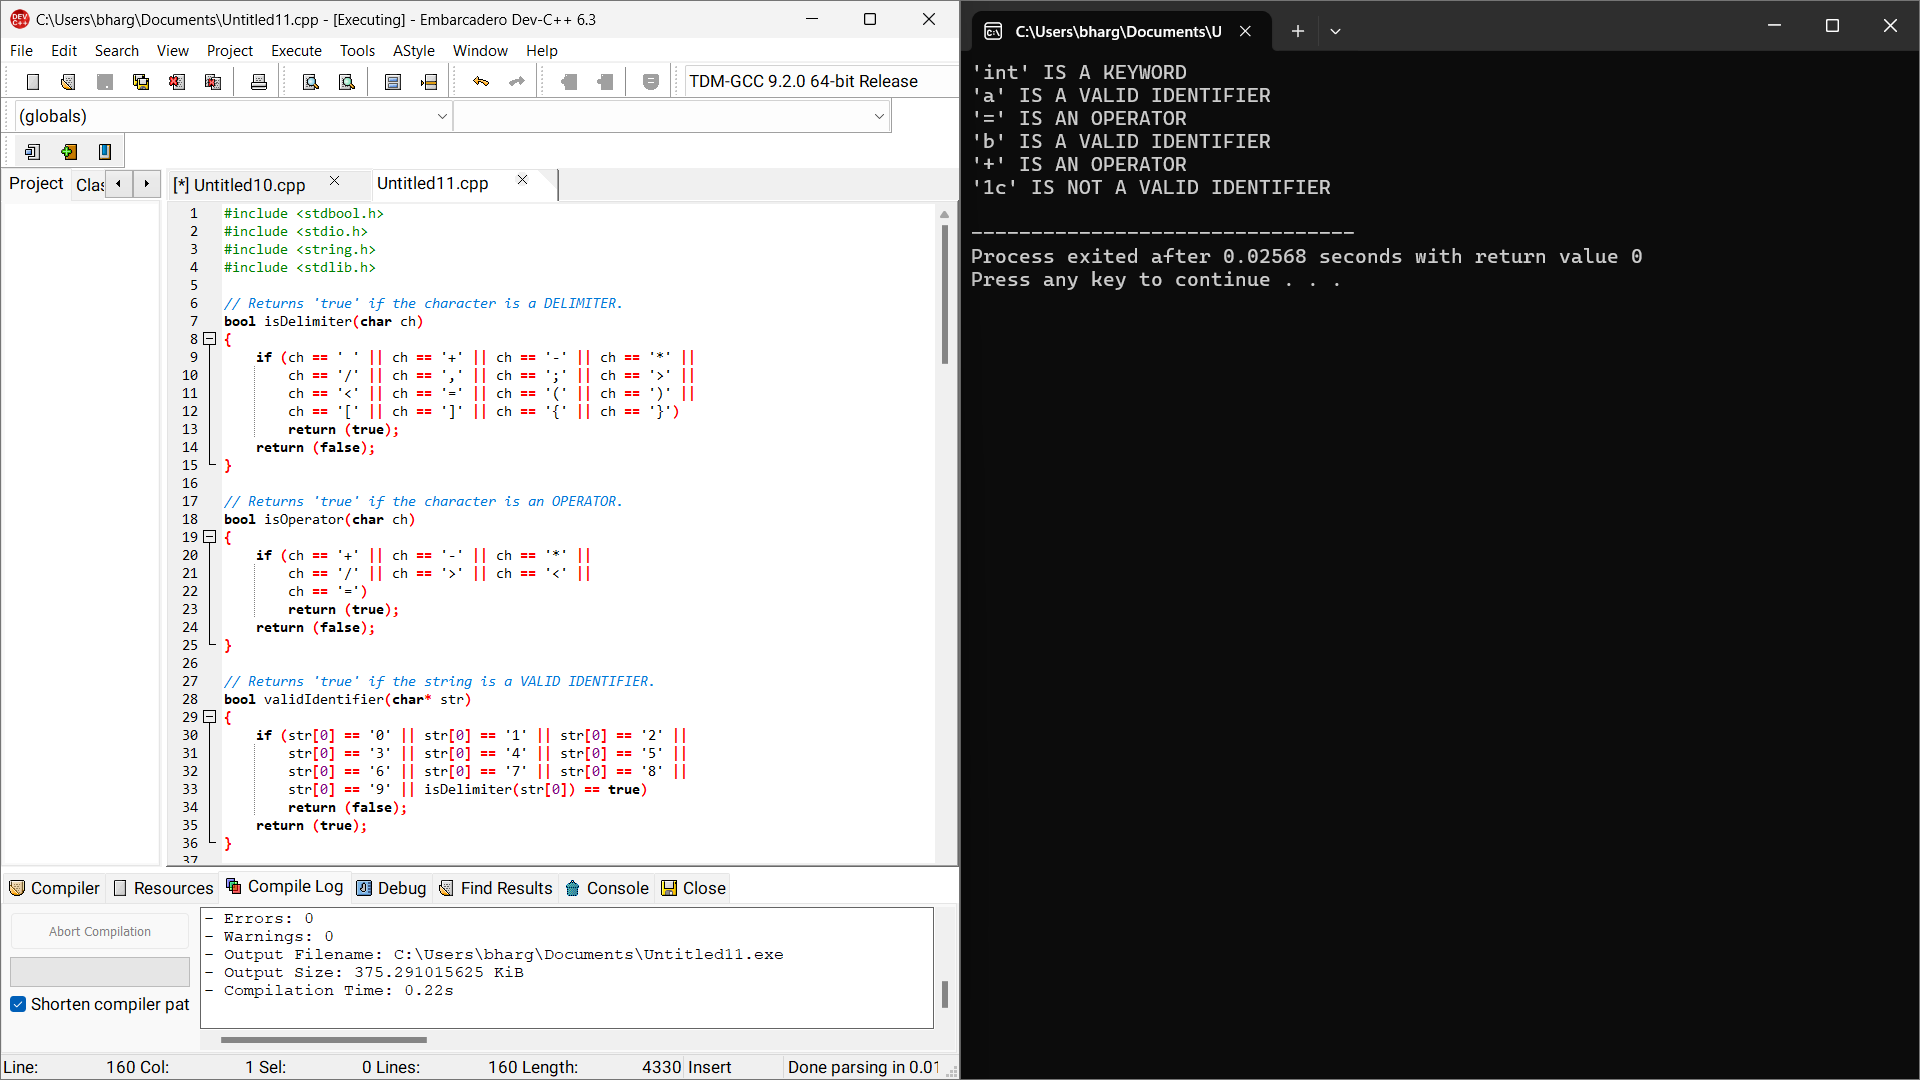 C:\Users\bharg\Documents\Untitled11.cpp - [Executing] - Embarcadero Dev-C++ 6.3
File Edit Search View Project Execute Tools AStyle Window Help
TDM-GCC 9.2.0 64-bit Release
(globals)
Project Clas
[*] Untitled10.cpp Untitled11.cpp
1 #include <stdbool.h>
2 #include <stdio.h>
3 #include <string.h>
4 #include <stdlib.h>
5
6 // Returns 'true' if the character is a DELIMITER.
7 bool isDelimiter(char ch)
8 {
9 if (ch == ' ' || ch == '+' || ch == '-' || ch == '*' ||
10 ch == '/' || ch == ',' || ch == ';' || ch == '>' ||
11 ch == '<' || ch == '=' || ch == '(' || ch == ')' ||
12 ch == '[' || ch == ']' || ch == '{' || ch == '}')
13 return (true);
14 return (false);
15 }
16
17 // Returns 'true' if the character is an OPERATOR.
18 bool isOperator(char ch)
19 {
20 if (ch == '+' || ch == '-' || ch == '*' ||
21 ch == '/' || ch == '>' || ch == '<' ||
22 ch == '=')
23 return (true);
24 return (false);
25 }
26
27 // Returns 'true' if the string is a VALID IDENTIFIER.
28 bool validIdentifier(char* str)
29 {
30 if (str[0] == '0' || str[0] == '1' || str[0] == '2' ||
31 str[0] == '3' || str[0] == '4' || str[0] == '5' ||
32 str[0] == '6' || str[0] == '7' || str[0] == '8' ||
33 str[0] == '9' || isDelimiter(str[0]) == true)
34 return (false);
35 return (true);
36 }
37
Compiler Resources Compile Log Debug Find Results Console Close
Abort Compilation
Shorten compiler pat
- Errors: 0
- Warnings: 0
- Output Filename: C:\Users\bharg\Documents\Untitled11.exe
- Output Size: 375.291015625 KiB
- Compilation Time: 0.22s
Line: 160 Col: 1 Sel: 0 Lines: 160 Length: 4330 Insert Done parsing in 0.01
C:\Users\bharg\Documents\U
'int' IS A KEYWORD
'a' IS A VALID IDENTIFIER
'=' IS AN OPERATOR
'b' IS A VALID IDENTIFIER
'+' IS AN OPERATOR
'1c' IS NOT A VALID IDENTIFIER
--------------------------------
Process exited after 0.02568 seconds with return value 0
Press any key to continue . . .